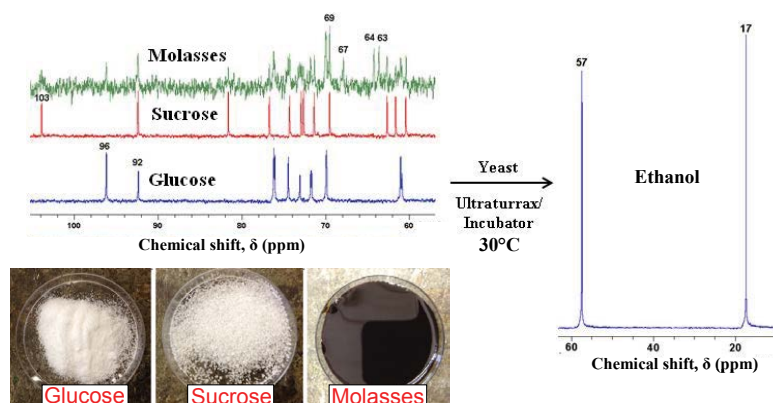 69
64 63
67
Molasses
103
Sucrose
96
92
Glucose
100 90 80 70 60
Chemical shift, δ (ppm)
Yeast
Ultraturrax/
Incubator
30°C
17
57
Ethanol
60 40 20
Chemical shift, δ (ppm)
Glucose
Sucrose
Molasses